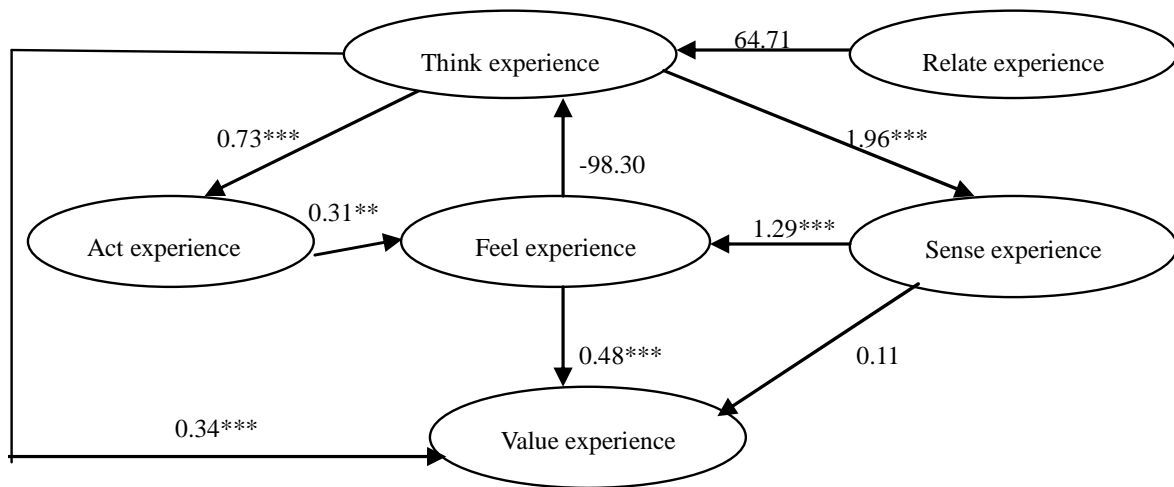 64.71
Think experience
Relate experience
0.73***
1.96***
-98.30
0.31**
1.29***
Act experience
Feel experience
Sense experience
0.48***
0.11
0.34***
Value experience